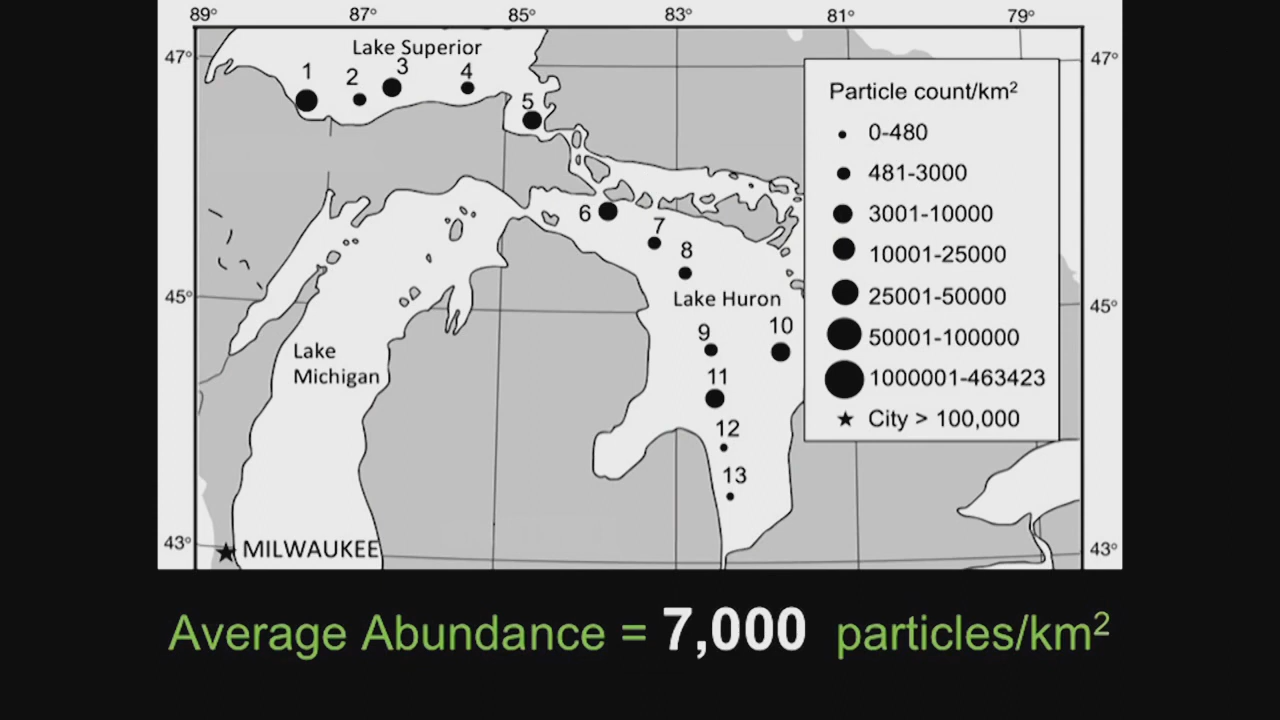 89° 87° 85° 83° 81° 79°
Lake Superior
47° 47°
1 2 3 4
5
6
7
8
Lake Huron
45° 45°
9 10
Lake
Michigan
11
12
13
43° 43°
MILWAUKEE
Particle count/km²
0-480
481-3000
3001-10000
10001-25000
25001-50000
50001-100000
1000001-463423
City > 100,000
Average Abundance = 7,000 particles/km²